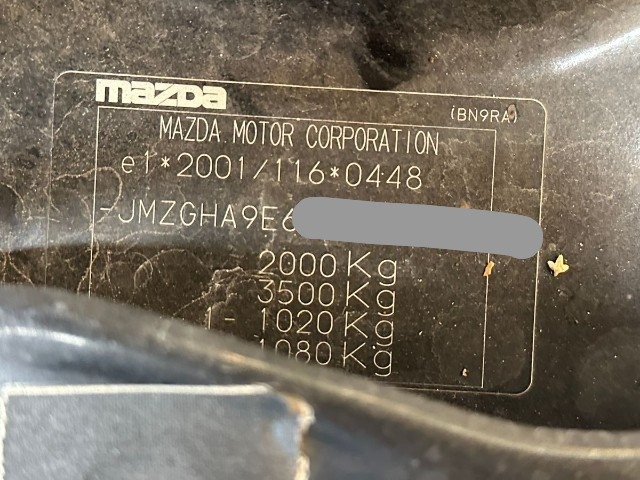 mazda
(BN9RA)
MAZDA MOTOR CORPORATION
e1*2001/116*0448
-JMZGHA9E6
2000Kg
3500Kg
1- 1020Kg
1080Kg